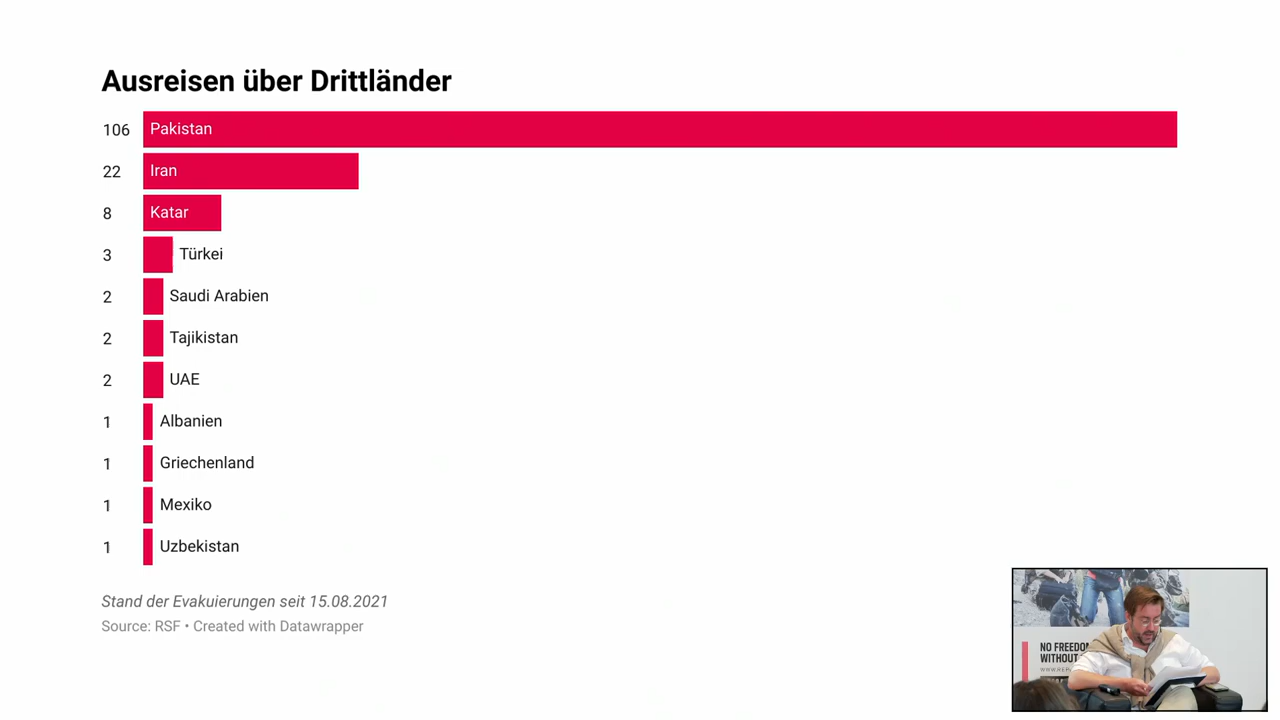 Ausreisen über Drittländer
106 Pakistan
22 Iran
8 Katar
3 Türkei
2 Saudi Arabien
2 Tajikistan
2 UAE
1 Albanien
1 Griechenland
1 Mexiko
1 Uzbekistan
Stand der Evakuierungen seit 15.08.2021
Source: RSF • Created with Datawrapper
NO FREEDOM
WITHOUT